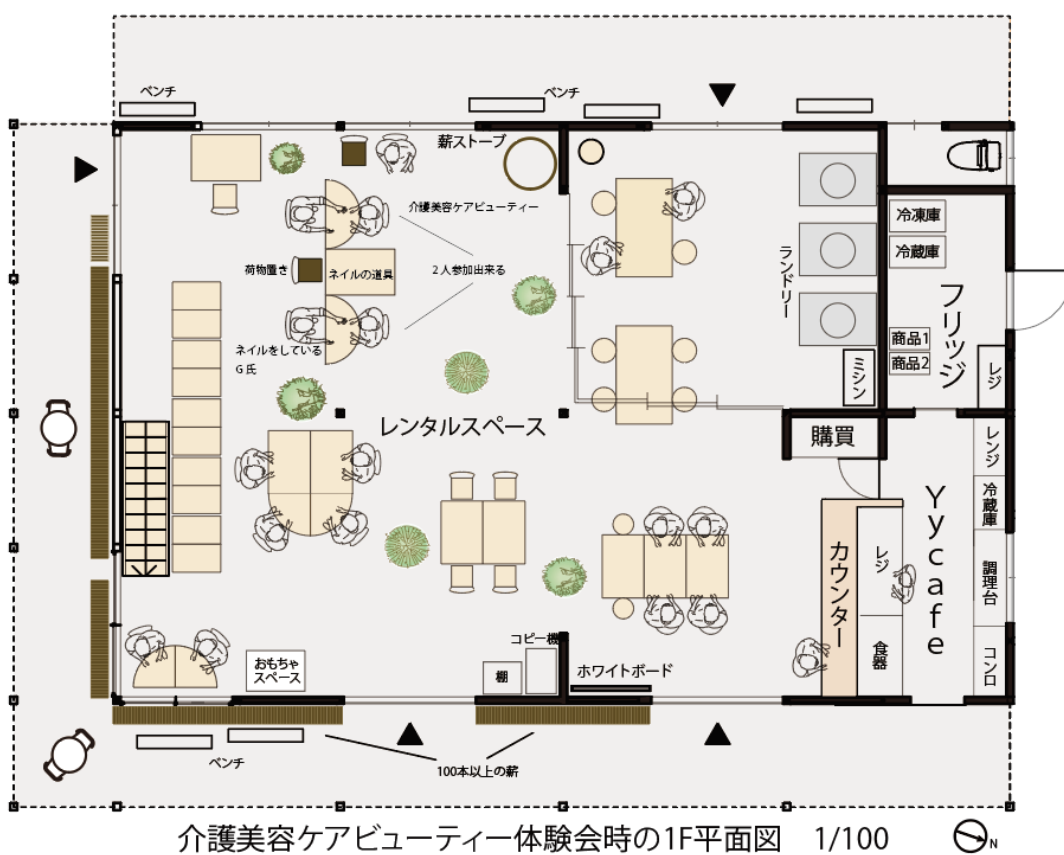 ベンチ
ベンチ
薪ストーブ
介護美容ケアビューティー
2人参加出来る
荷物置き
ネイルの道具
ネイルをしている
G氏
ランドリー
ミシン
冷凍庫
冷蔵庫
フリッジ
商品1
商品2
レジ
レンタルスペース
購買
レンジ
冷蔵庫
調理台
コンロ
Yycafe
カウンター
レジ
食器
おもちゃ
スペース
コピー機
棚
ホワイトボード
ベンチ
100本以上の薪
介護美容ケアビューティー体験会時の1F平面図 1/100
N